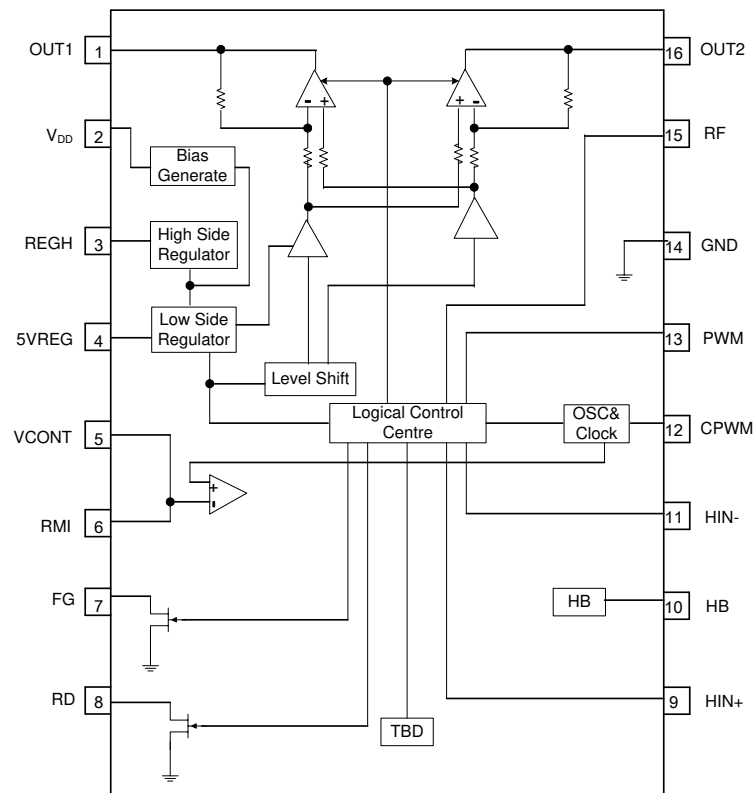 OUT1
1
16
OUT2
V_DD
2
15
RF
Bias
Generate
REGH
3
High Side
Regulator
14
GND
5VREG
4
Low Side
Regulator
13
PWM
Level Shift
VCONT
5
Logical Control
Centre
OSC&
Clock
12
CPWM
+
-
RMI
6
11
HIN-
FG
7
HB
10
HB
RD
8
TBD
9
HIN+
-
+
+
-